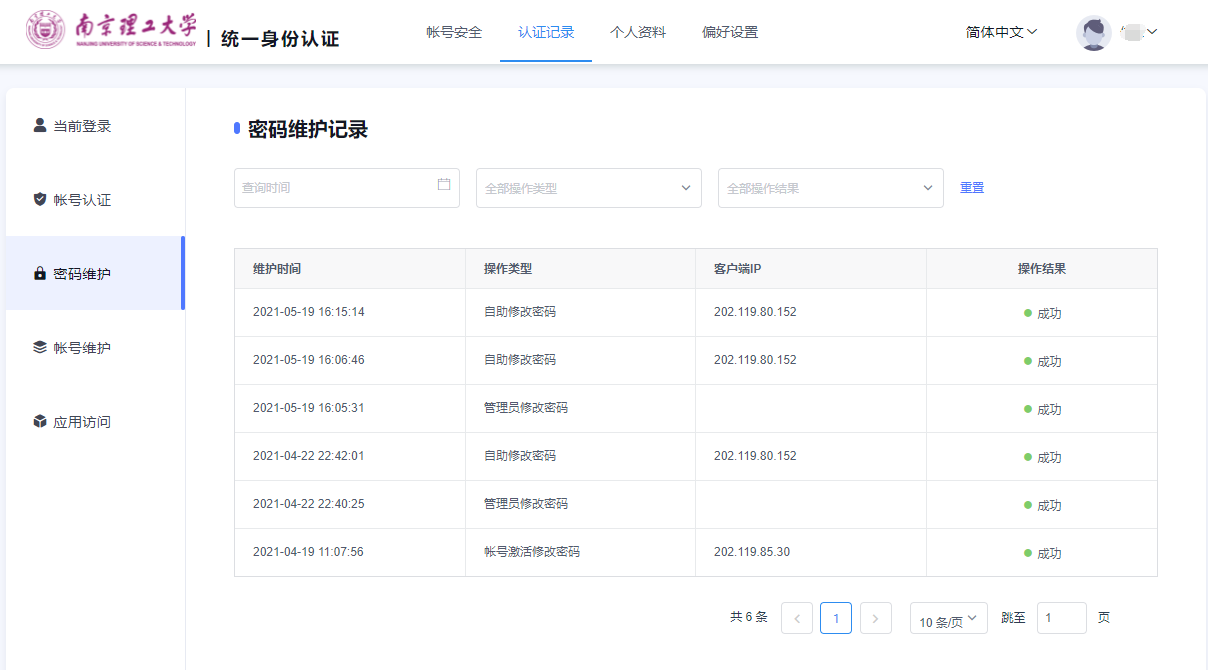 南京理工大学
NANJING UNIVERSITY OF SCIENCE & TECHNOLOGY
| 统一身份认证
帐号安全 认证记录 个人资料 偏好设置
简体中文
当前登录
帐号认证
密码维护
帐号维护
应用访问
密码维护记录
查询时间 全部操作类型 全部操作结果 重置
维护时间 操作类型 客户端IP 操作结果
2021-05-19 16:15:14 自助修改密码 202.119.80.152 成功
2021-05-19 16:06:46 自助修改密码 202.119.80.152 成功
2021-05-19 16:05:31 管理员修改密码 成功
2021-04-22 22:42:01 自助修改密码 202.119.80.152 成功
2021-04-22 22:40:25 管理员修改密码 成功
2021-04-19 11:07:56 帐号激活修改密码 202.119.85.30 成功
共 6 条 < 1 > 10 条/页 跳至 1 页